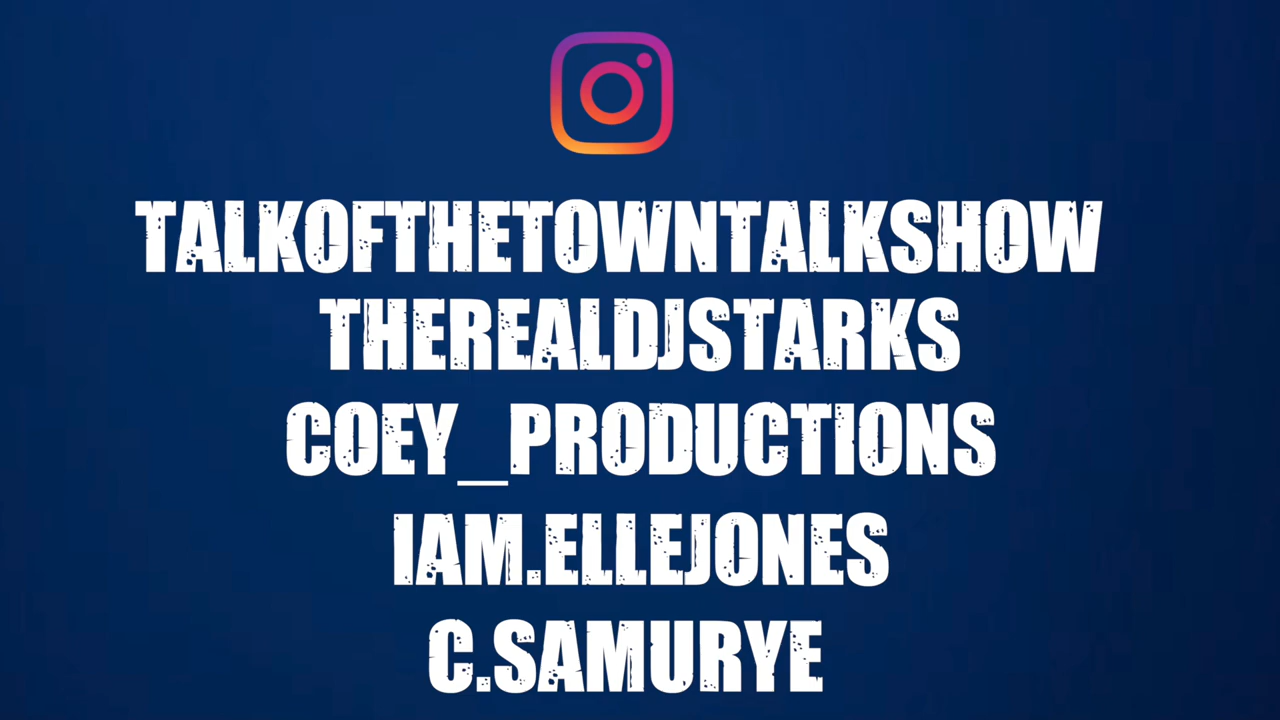 TALKOFTHETOWNTALKSHOW
THEREALDJSTARKS
COEY_PRODUCTIONS
IAM.ELLEJONES
C.SAMURYE